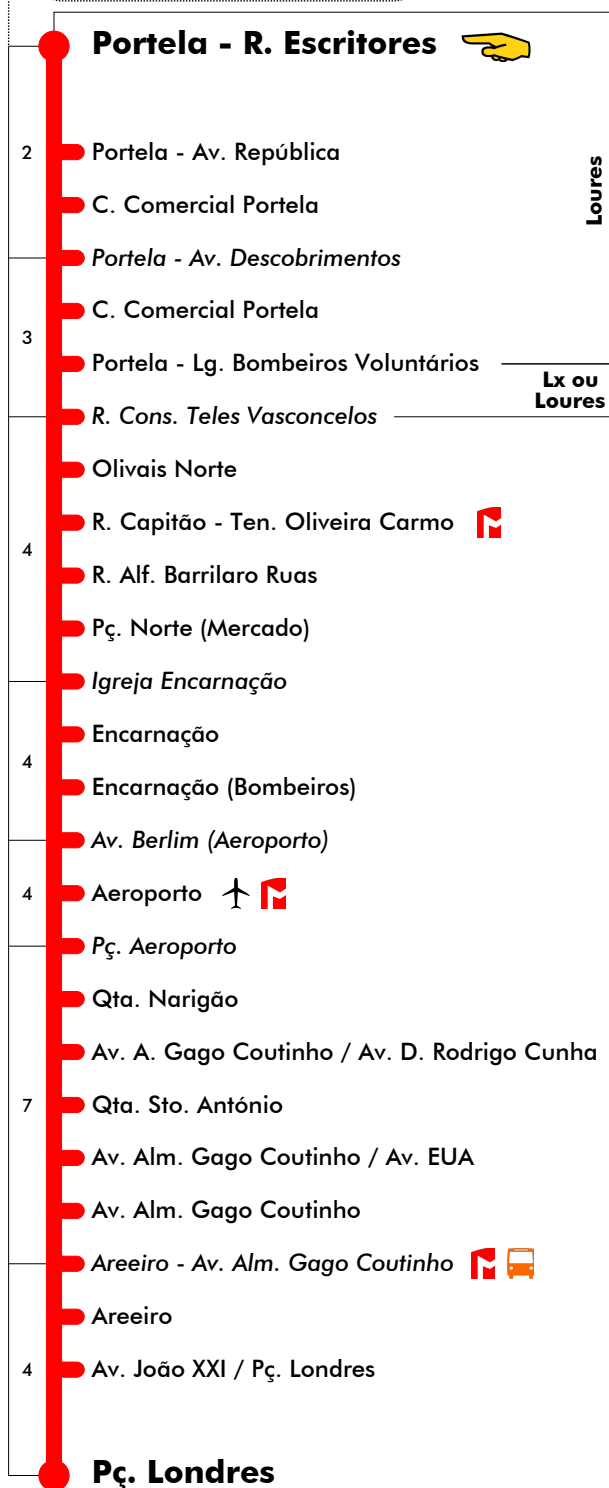 Portela - R. Escritores
2
Portela - Av. República
Loures
C. Comercial Portela
Portela - Av. Descobrimentos
C. Comercial Portela
3
Portela - Lg. Bombeiros Voluntários
Lx ou
Loures
R. Cons. Teles Vasconcelos
Olivais Norte
R. Capitão - Ten. Oliveira Carmo
4
R. Alf. Barrilaro Ruas
Pç. Norte (Mercado)
Igreja Encarnação
Encarnação
4
Encarnação (Bombeiros)
Av. Berlim (Aeroporto)
4
Aeroporto
Pç. Aeroporto
Qta. Narigão
Av. A. Gago Coutinho / Av. D. Rodrigo Cunha
7
Qta. Sto. António
Av. Alm. Gago Coutinho / Av. EUA
Av. Alm. Gago Coutinho
Areeiro - Av. Alm. Gago Coutinho
Areeiro
4
Av. João XXI / Pç. Londres
Pç. Londres